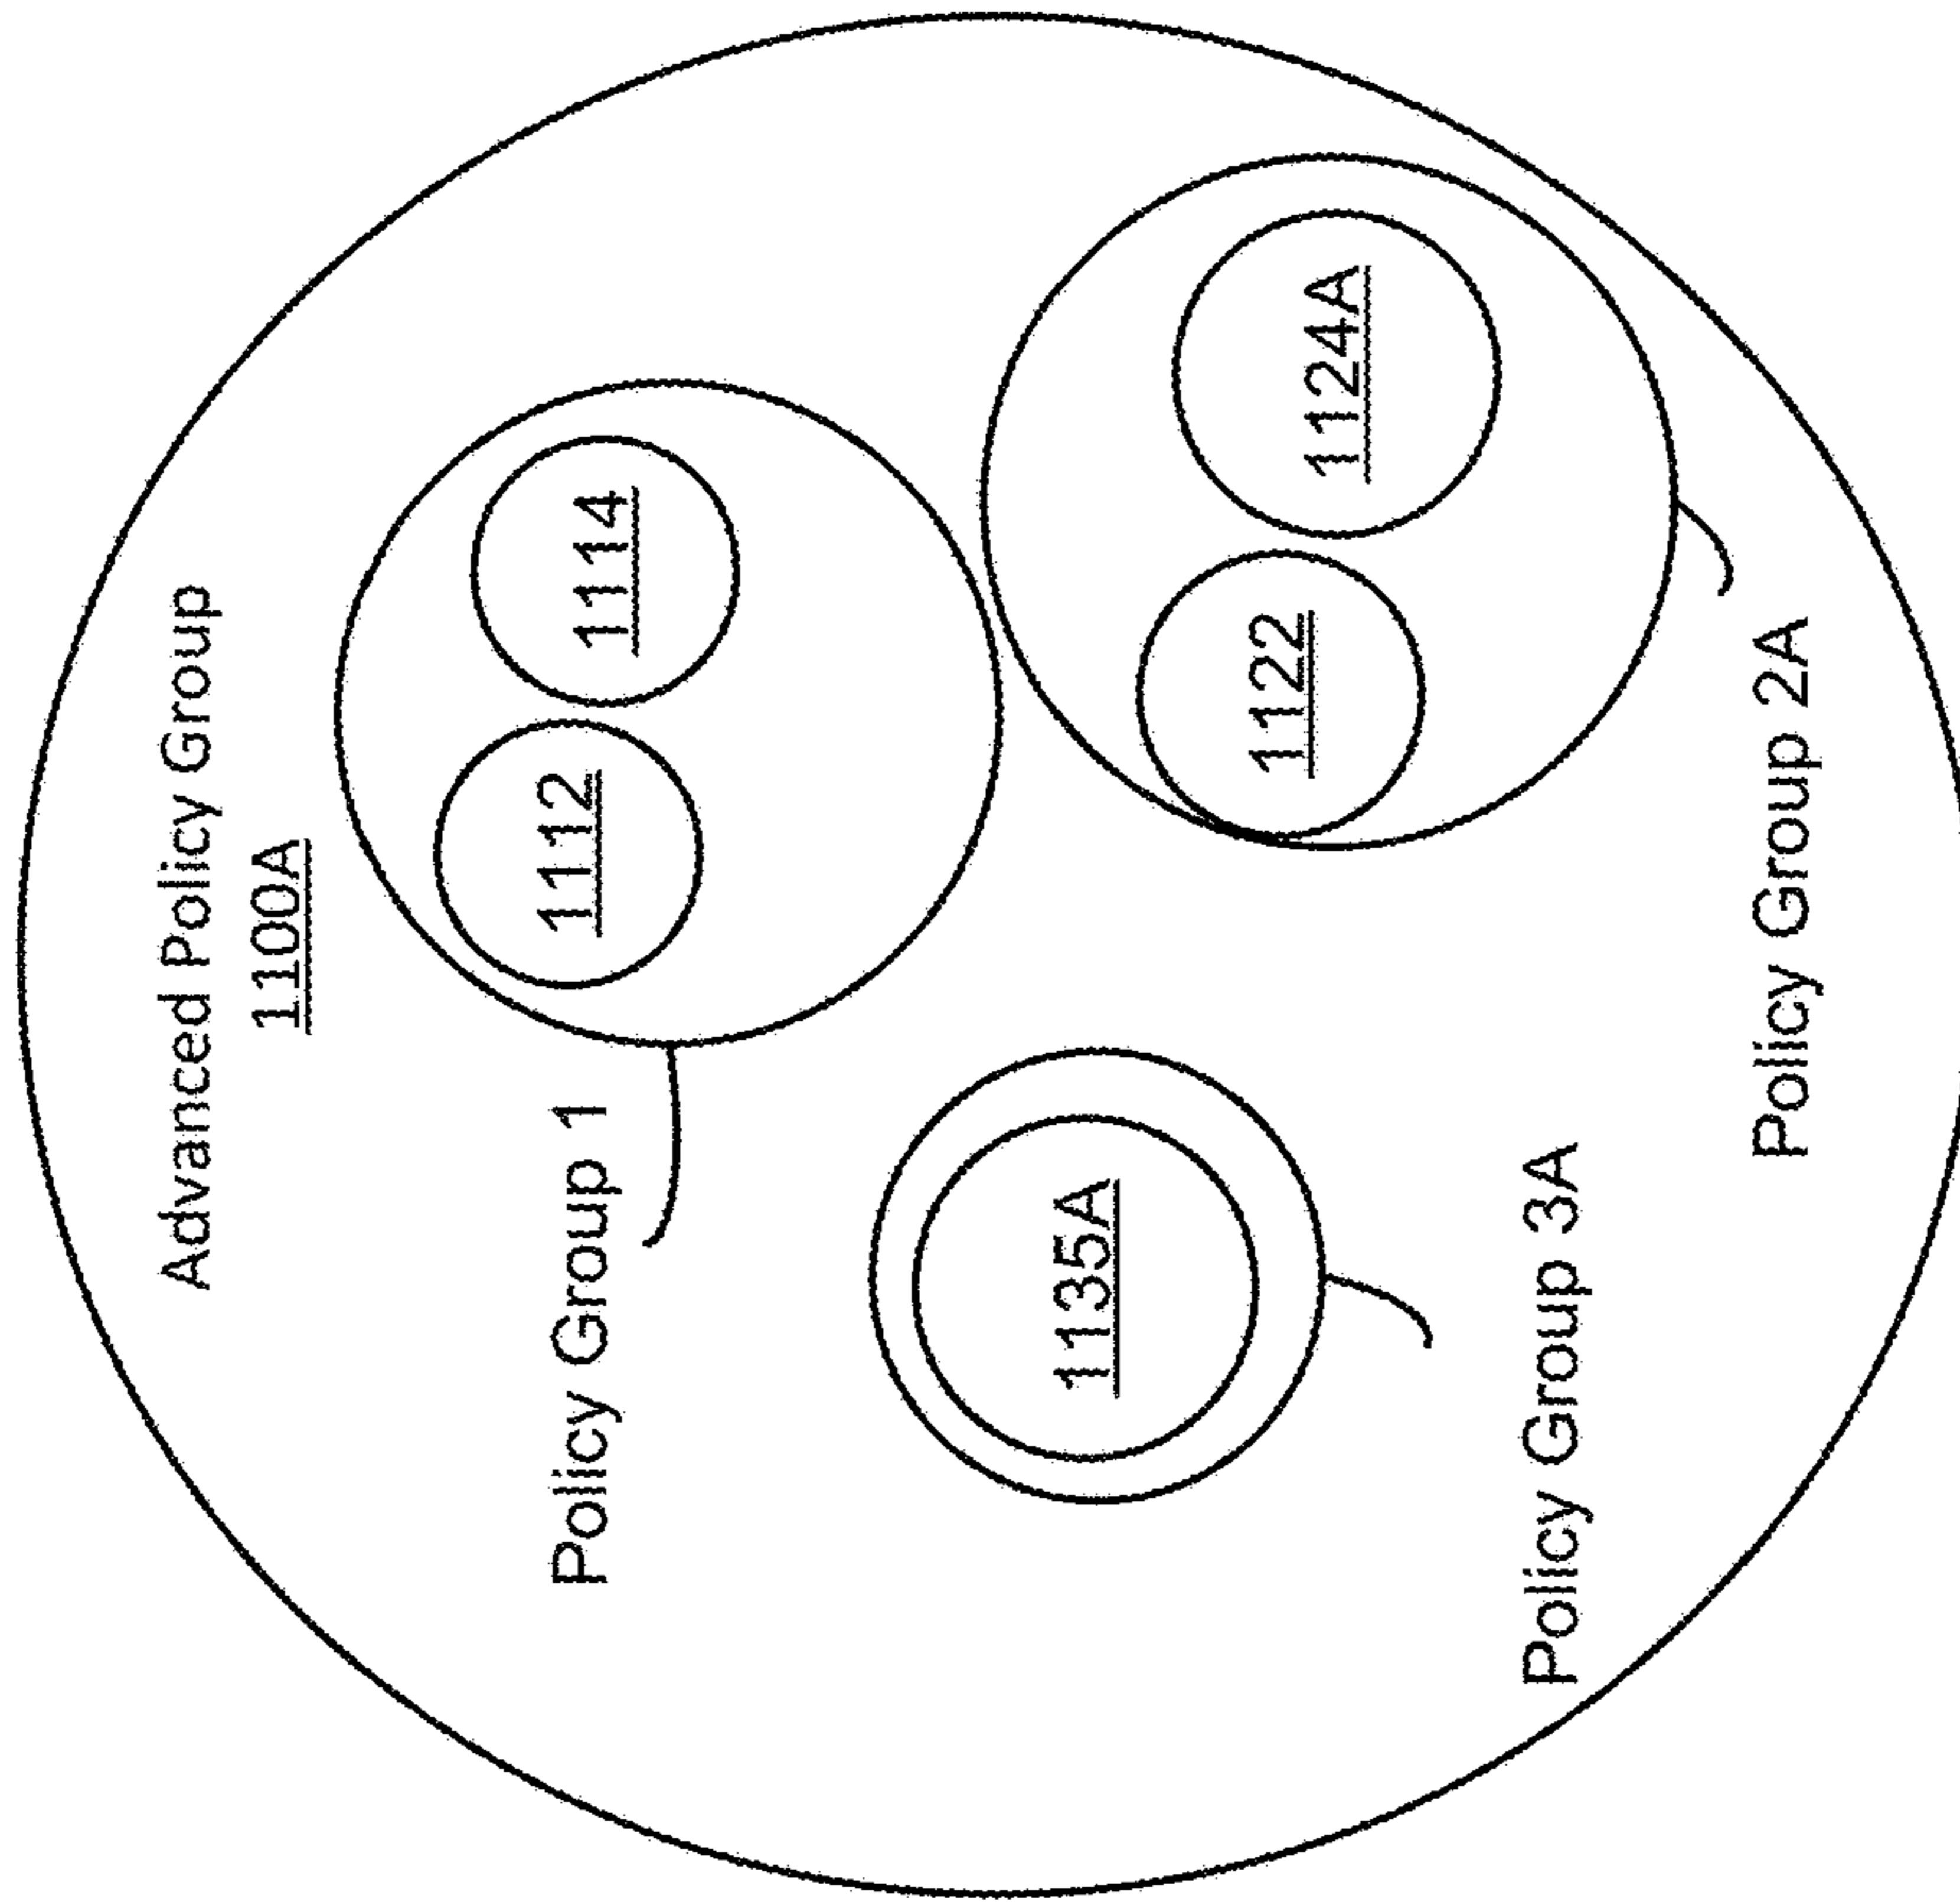 Advanced Policy Group
1100A
Policy Group 1
1112
1114
1135A
1122
1124A
Policy Group 3A
Policy Group 2A